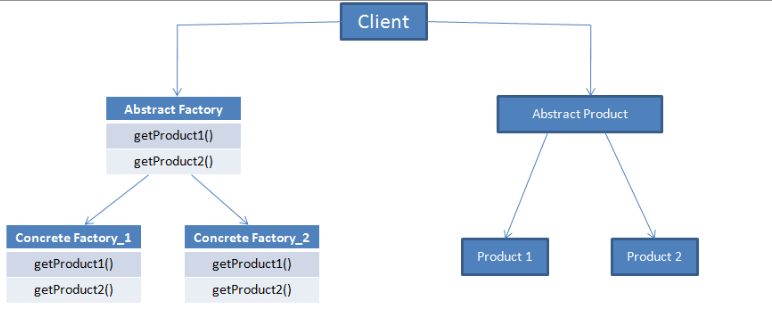 Client
Abstract Factory
getProduct1()
getProduct2()
Abstract Product
Concrete Factory_1
getProduct1()
getProduct2()
Concrete Factory_2
getProduct1()
getProduct2()
Product 1
Product 2